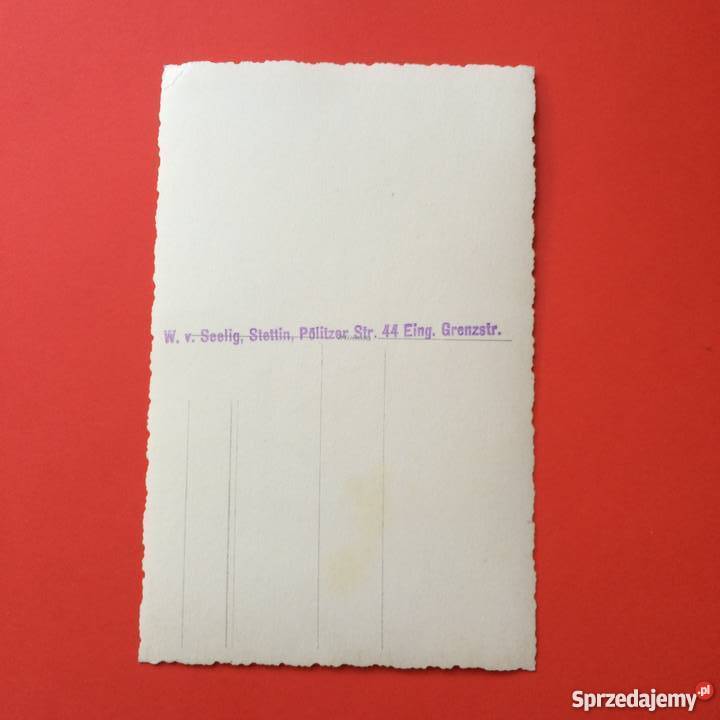 W. v. Seelig, Stettin, Pölitzer Str. 44 Eing. Grenzstr.
Sprzedajemy.pl